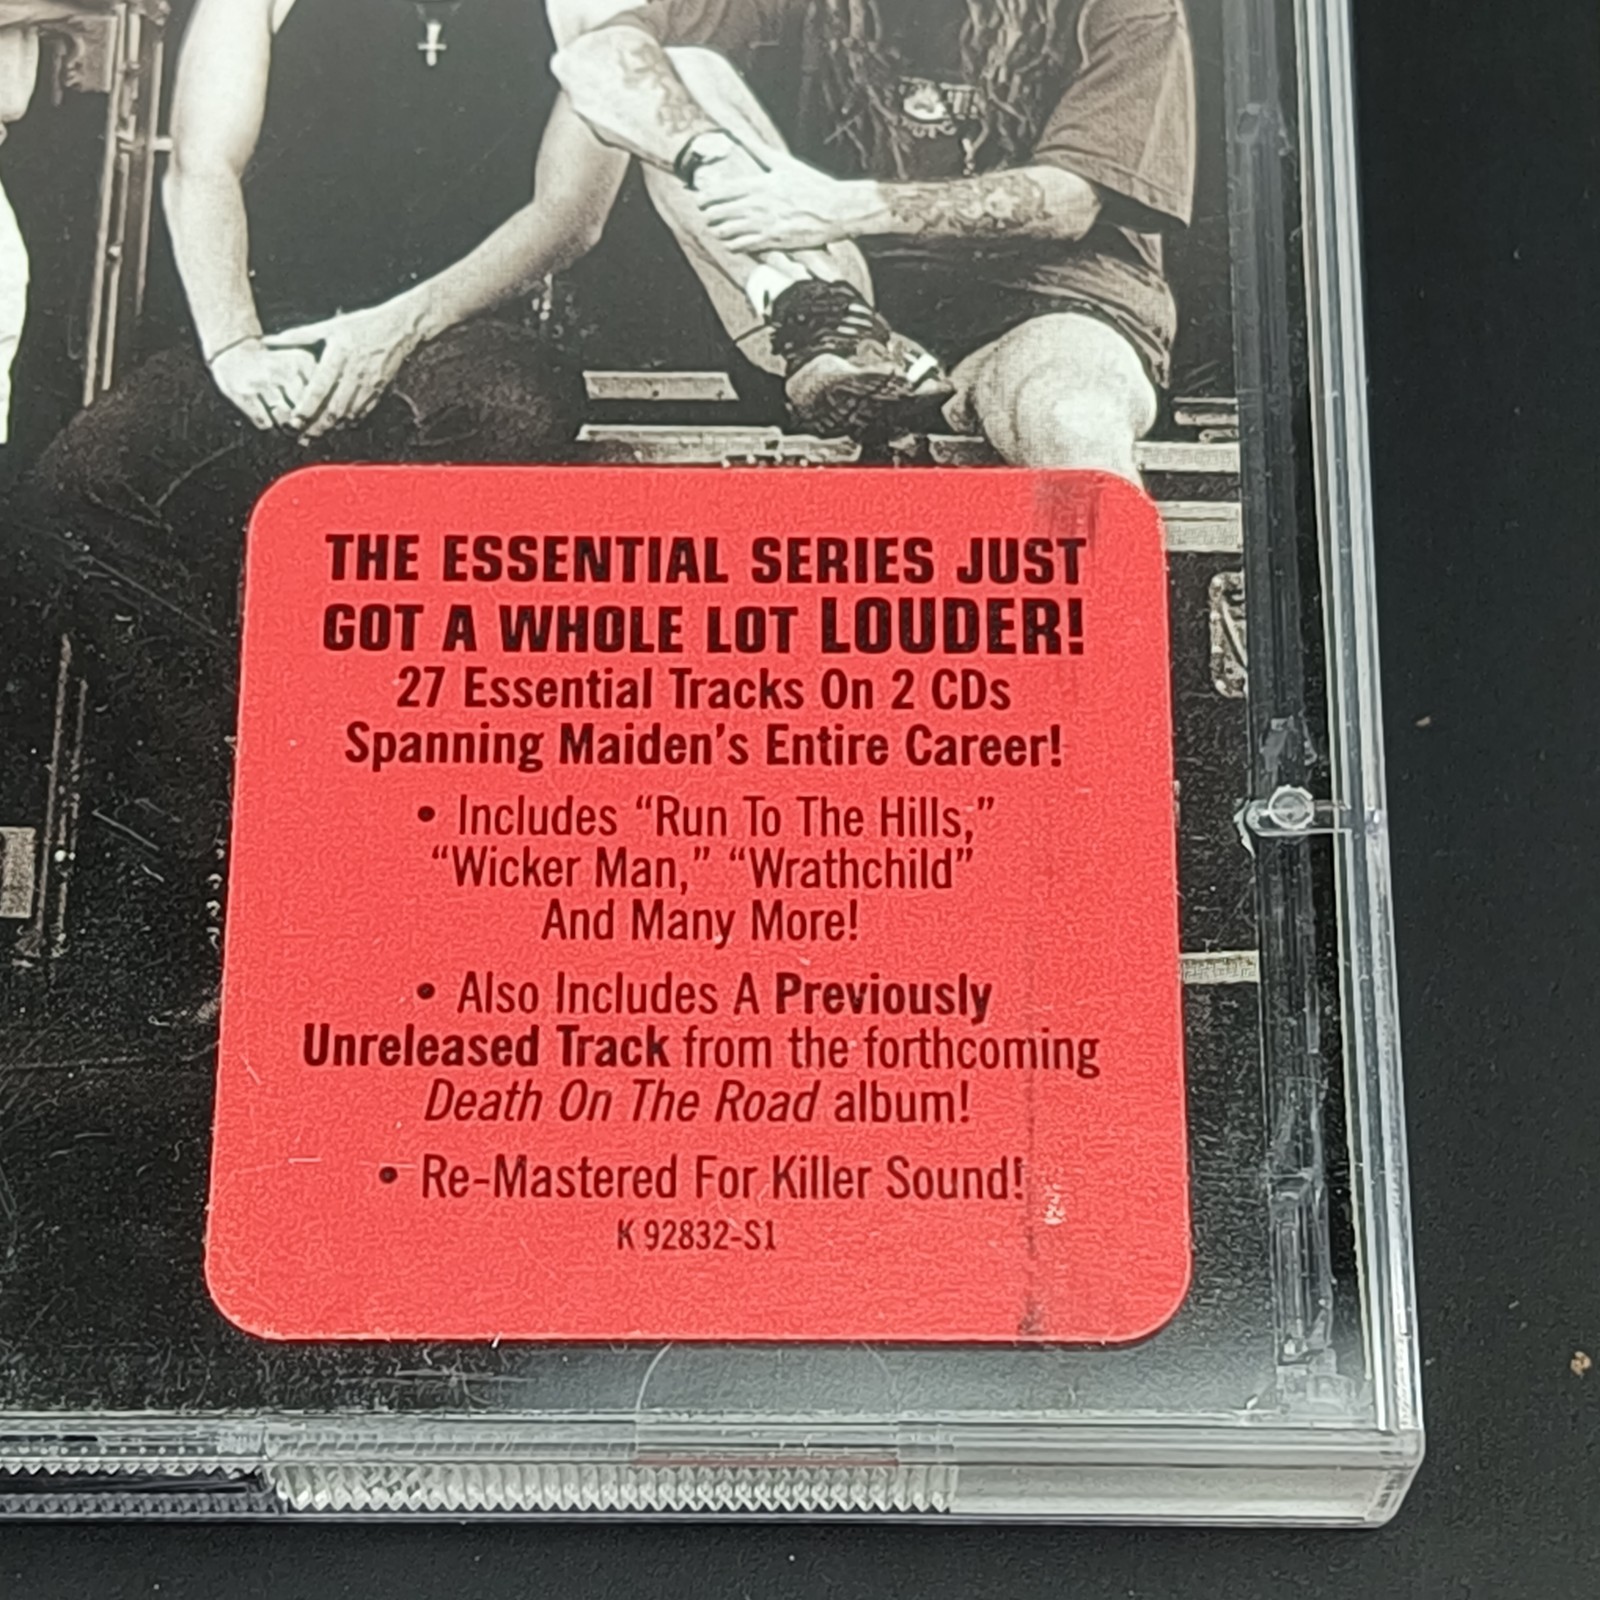 THE ESSENTIAL SERIES JUST
GOT A WHOLE LOT LOUDER!
27 Essential Tracks On 2 CDs
Spanning Maiden's Entire Career!
• Includes “Run To The Hills,”
“Wicker Man,” “Wrathchild”
And Many More!
• Also Includes A Previously
Unreleased Track from the forthcoming
Death On The Road album!
• Re-Mastered For Killer Sound!
K 92832-S1